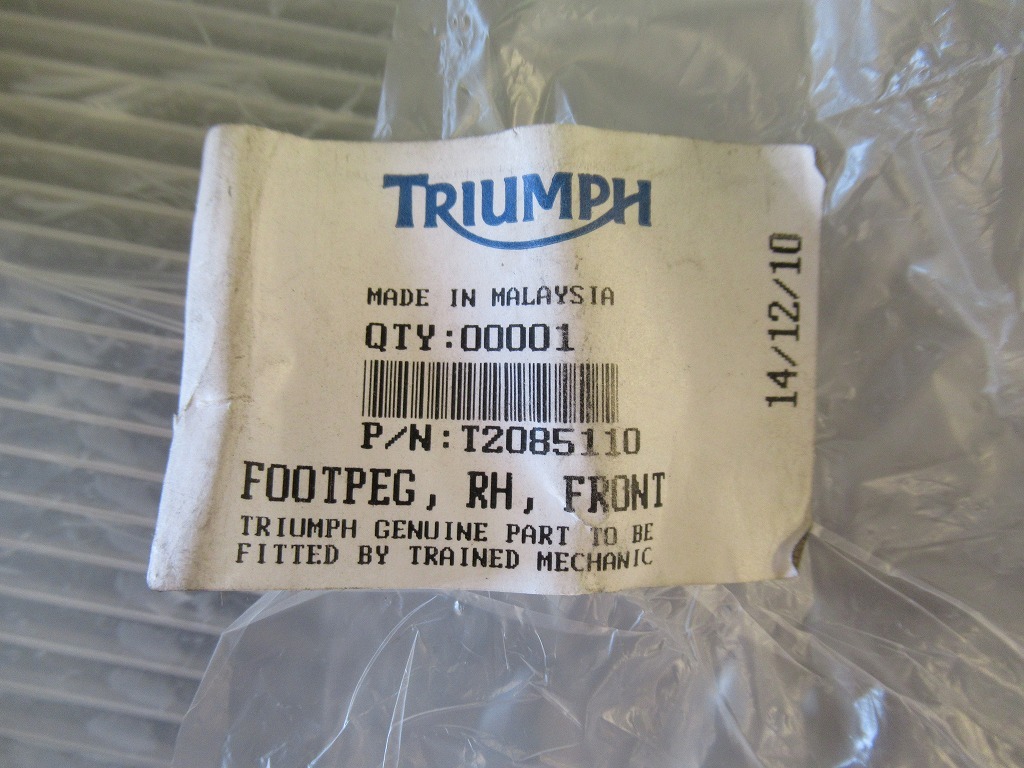 TRIUMPH
MADE IN MALAYSIA
QTY:00001
P/N:T2085110
FOOTPEG, RH, FRONT
TRIUMPH GENUINE PART TO BE
FITTED BY TRAINED MECHANIC
14/12/10